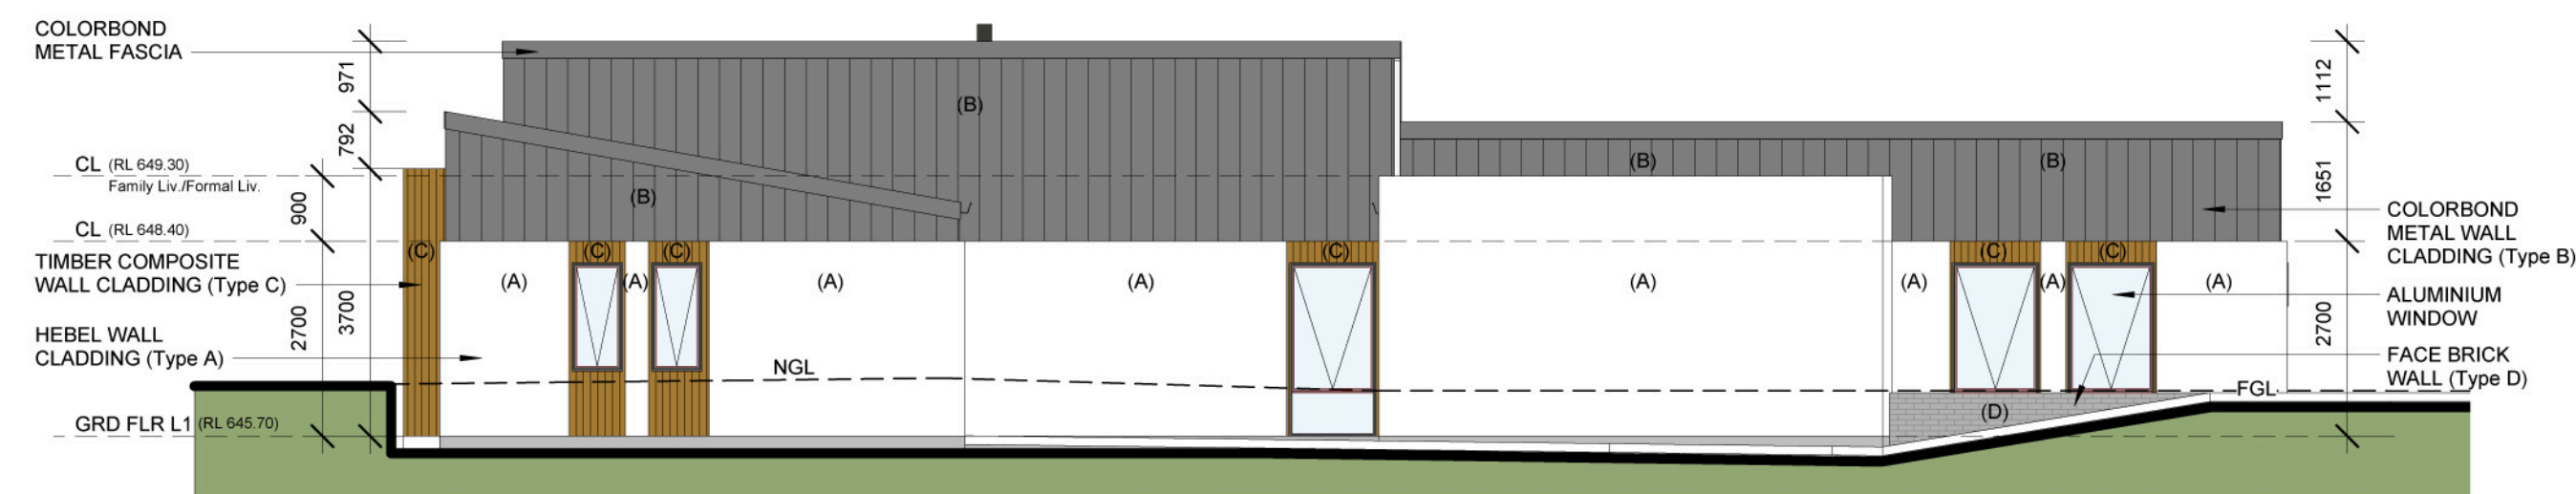 COLORBOND
METAL FASCIA
971
792
CL (RL 649.30)
Family Liv./Formal Liv.
900
CL (RL 648.40)
TIMBER COMPOSITE
WALL CLADDING (Type C)
2700
3700
HEBEL WALL
CLADDING (Type A)
GRD FLR L1 (RL 645.70)
(B)
(B)
(B)
(B)
(C)
(C)
(C)
(C)
(C)
(C)
(A)
(A)
(A)
(A)
(A)
(A)
(A)
(A)
NGL
(D)
FGL
1112
1651
2700
COLORBOND
METAL WALL
CLADDING (Type B)
ALUMINIUM
WINDOW
FACE BRICK
WALL (Type D)